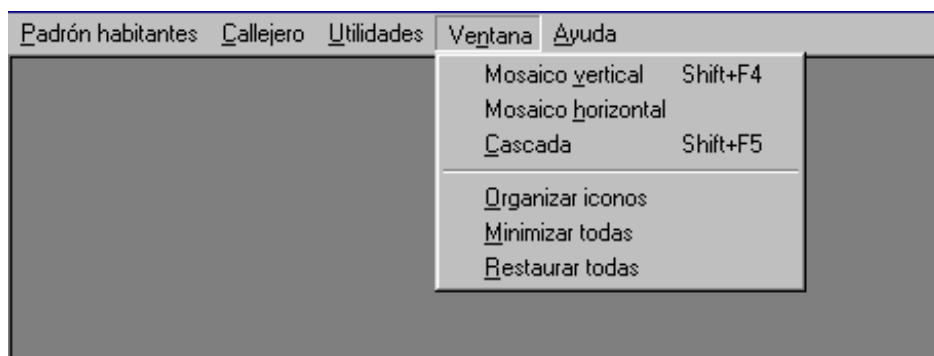 Padrón habitantes Callejero Utilidades Ventana Ayuda
Mosaico vertical Shift+F4
Mosaico horizontal
Cascada Shift+F5
Organizar iconos
Minimizar todas
Restaurar todas